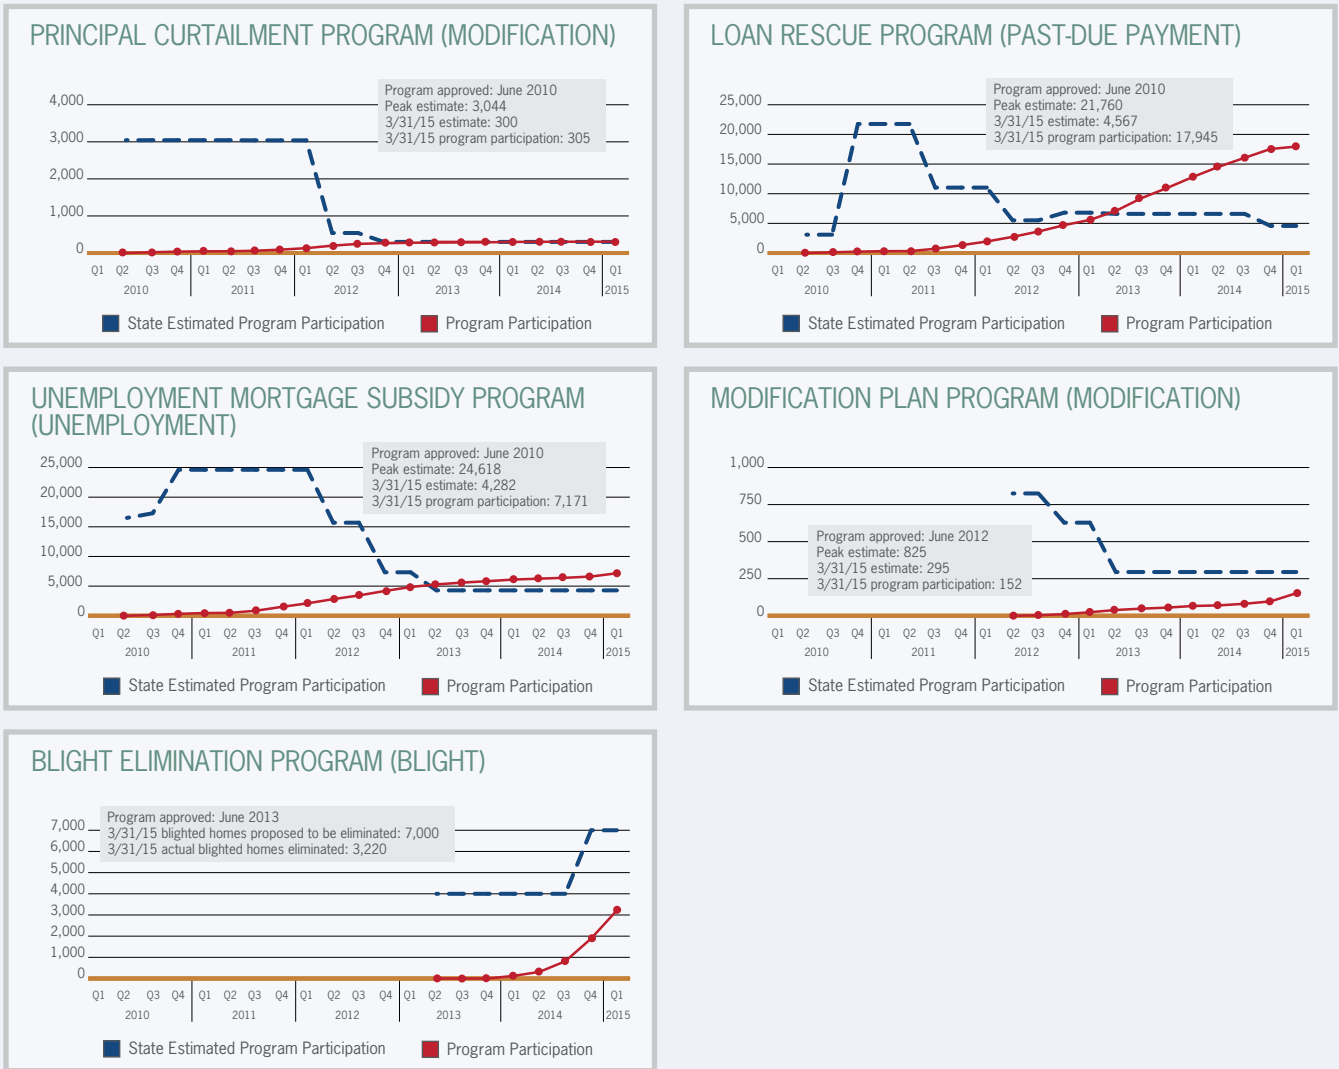 PRINCIPAL CURTAILMENT PROGRAM (MODIFICATION)
Program approved: June 2010
Peak estimate: 3,044
3/31/15 estimate: 300
3/31/15 program participation: 305
4,000
3,000
2,000
1,000
0
Q1 Q2 Q3 Q4 Q1 Q2 Q3 Q4 Q1 Q2 Q3 Q4 Q1 Q2 Q3 Q4 Q1 Q2 Q3 Q4 Q1
2010 2011 2012 2013 2014 2015
State Estimated Program Participation Program Participation
LOAN RESCUE PROGRAM (PAST-DUE PAYMENT)
Program approved: June 2010
Peak estimate: 21,760
3/31/15 estimate: 4,567
3/31/15 program participation: 17,945
25,000
20,000
15,000
10,000
5,000
0
Q1 Q2 Q3 Q4 Q1 Q2 Q3 Q4 Q1 Q2 Q3 Q4 Q1 Q2 Q3 Q4 Q1 Q2 Q3 Q4 Q1
2010 2011 2012 2013 2014 2015
State Estimated Program Participation Program Participation
UNEMPLOYMENT MORTGAGE SUBSIDY PROGRAM
(UNEMPLOYMENT)
Program approved: June 2010
Peak estimate: 24,618
3/31/15 estimate: 4,282
3/31/15 program participation: 7,171
25,000
20,000
15,000
10,000
5,000
0
Q1 Q2 Q3 Q4 Q1 Q2 Q3 Q4 Q1 Q2 Q3 Q4 Q1 Q2 Q3 Q4 Q1 Q2 Q3 Q4 Q1
2010 2011 2012 2013 2014 2015
State Estimated Program Participation Program Participation
MODIFICATION PLAN PROGRAM (MODIFICATION)
1,000
750
500
250
0
Program approved: June 2012
Peak estimate: 825
3/31/15 estimate: 295
3/31/15 program participation: 152
Q1 Q2 Q3 Q4 Q1 Q2 Q3 Q4 Q1 Q2 Q3 Q4 Q1 Q2 Q3 Q4 Q1 Q2 Q3 Q4 Q1
2010 2011 2012 2013 2014 2015
State Estimated Program Participation Program Participation
BLIGHT ELIMINATION PROGRAM (BLIGHT)
Program approved: June 2013
3/31/15 blighted homes proposed to be eliminated: 7,000
3/31/15 actual blighted homes eliminated: 3,220
7,000
6,000
5,000
4,000
3,000
2,000
1,000
0
Q1 Q2 Q3 Q4 Q1 Q2 Q3 Q4 Q1 Q2 Q3 Q4 Q1 Q2 Q3 Q4 Q1 Q2 Q3 Q4 Q1
2010 2011 2012 2013 2014 2015
State Estimated Program Participation Program Participation